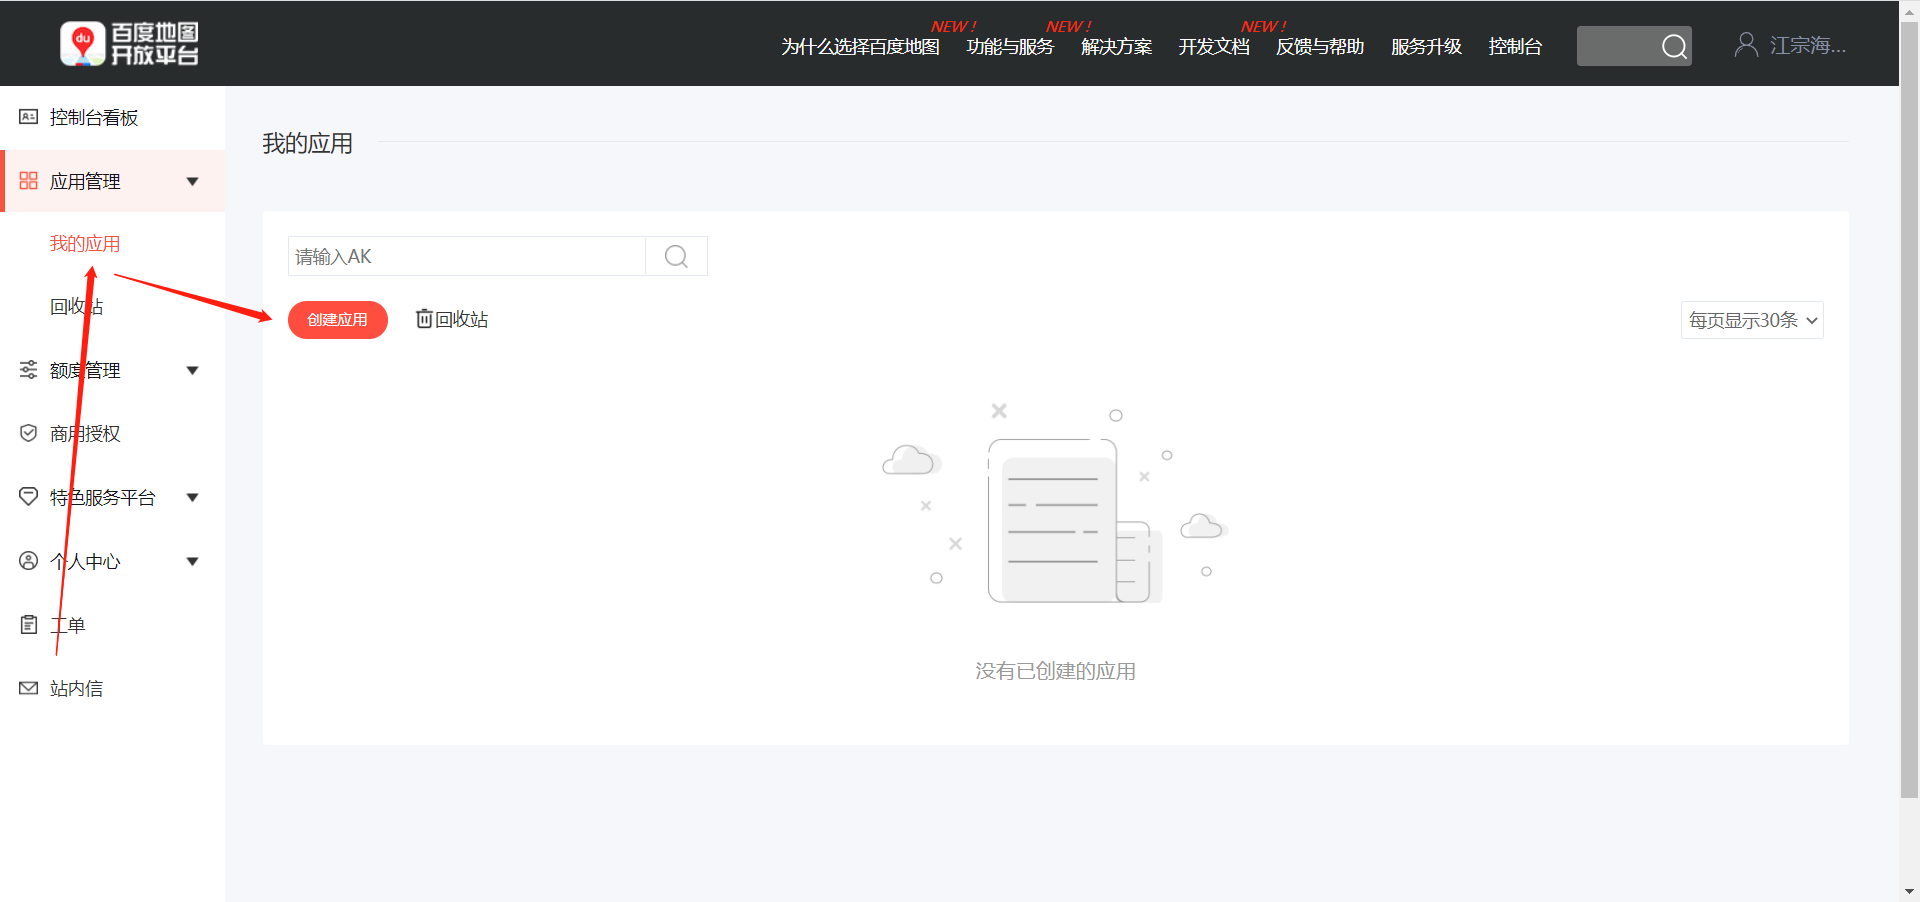 du 百度地图
开放平台
NEW ! NEW ! NEW !
为什么选择百度地图 功能与服务 解决方案 开发文档 反馈与帮助 服务升级 控制台 江宗海...
控制台看板
应用管理
我的应用
回收站
额度管理
商用授权
特色服务平台
个人中心
工单
站内信
我的应用
请输入AK
创建应用 回收站 每页显示30条
没有已创建的应用